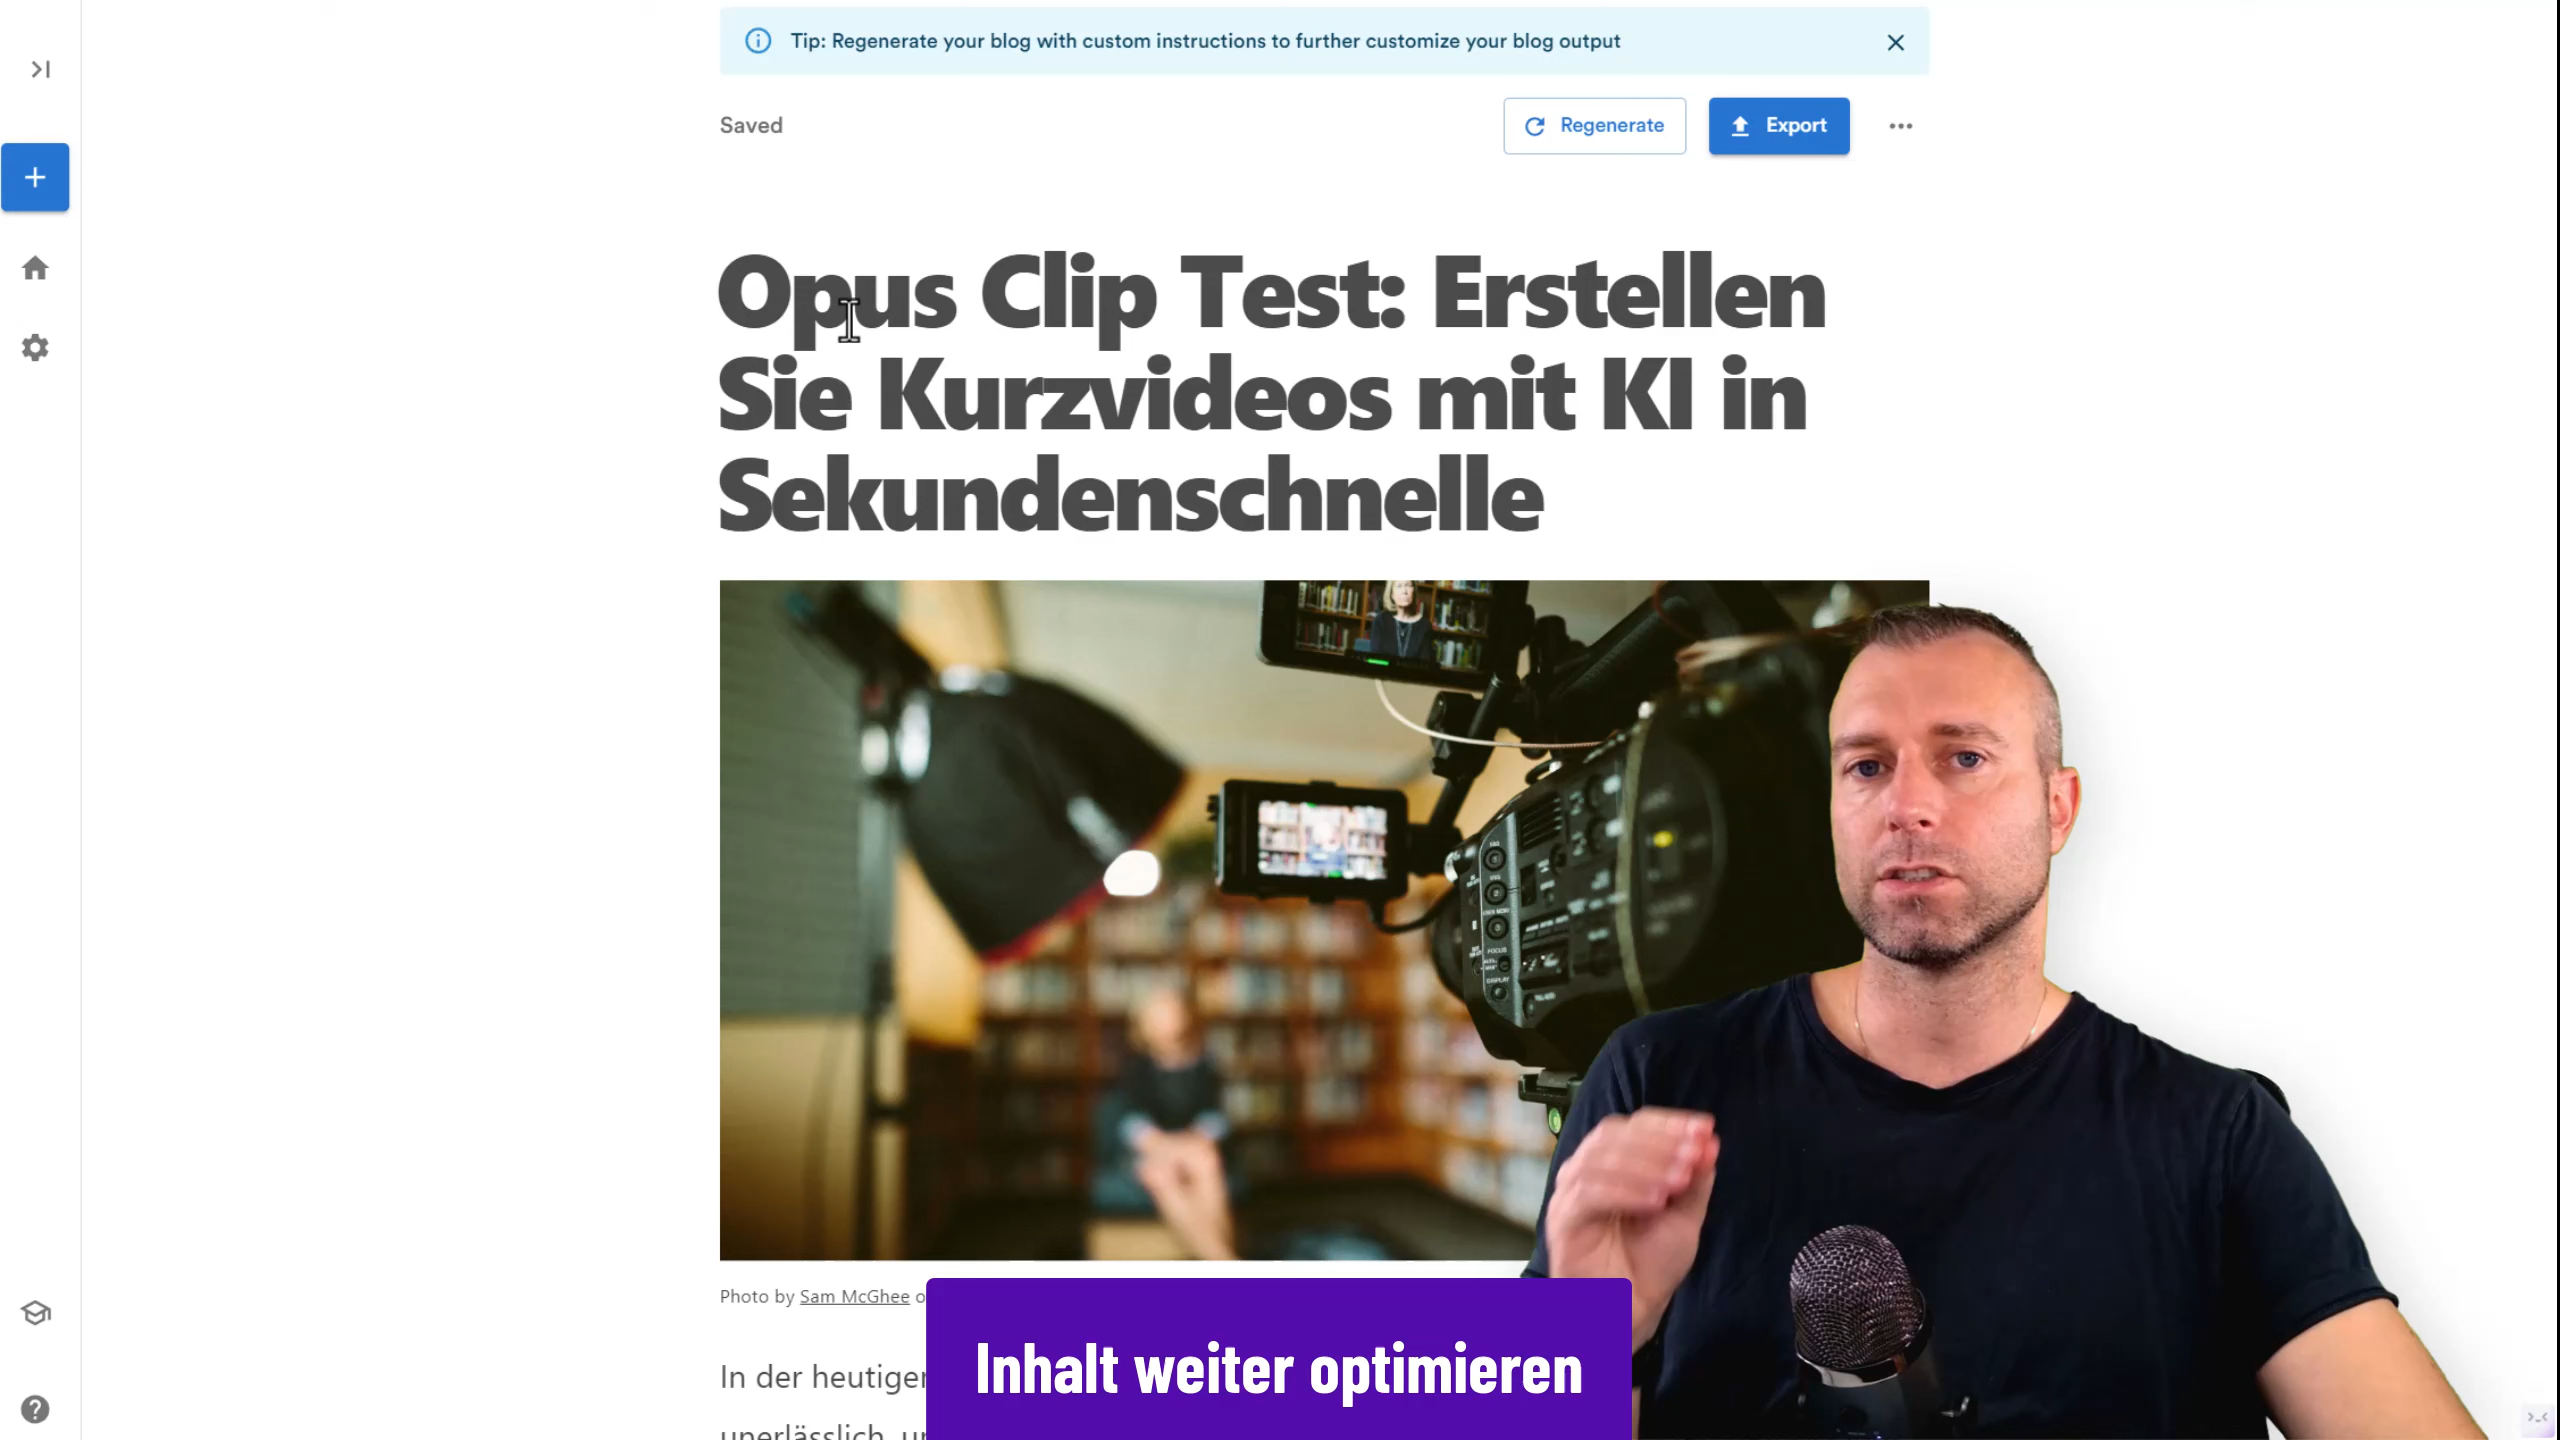 Tip: Regenerate your blog with custom instructions to further customize your blog output
Saved
Regenerate
Export
Opus Clip Test: Erstellen
Sie Kurzvideos mit KI in
Sekundenschnelle
Photo by Sam McGhee
In der heutigen
unerlässlich,
Inhalt weiter optimieren